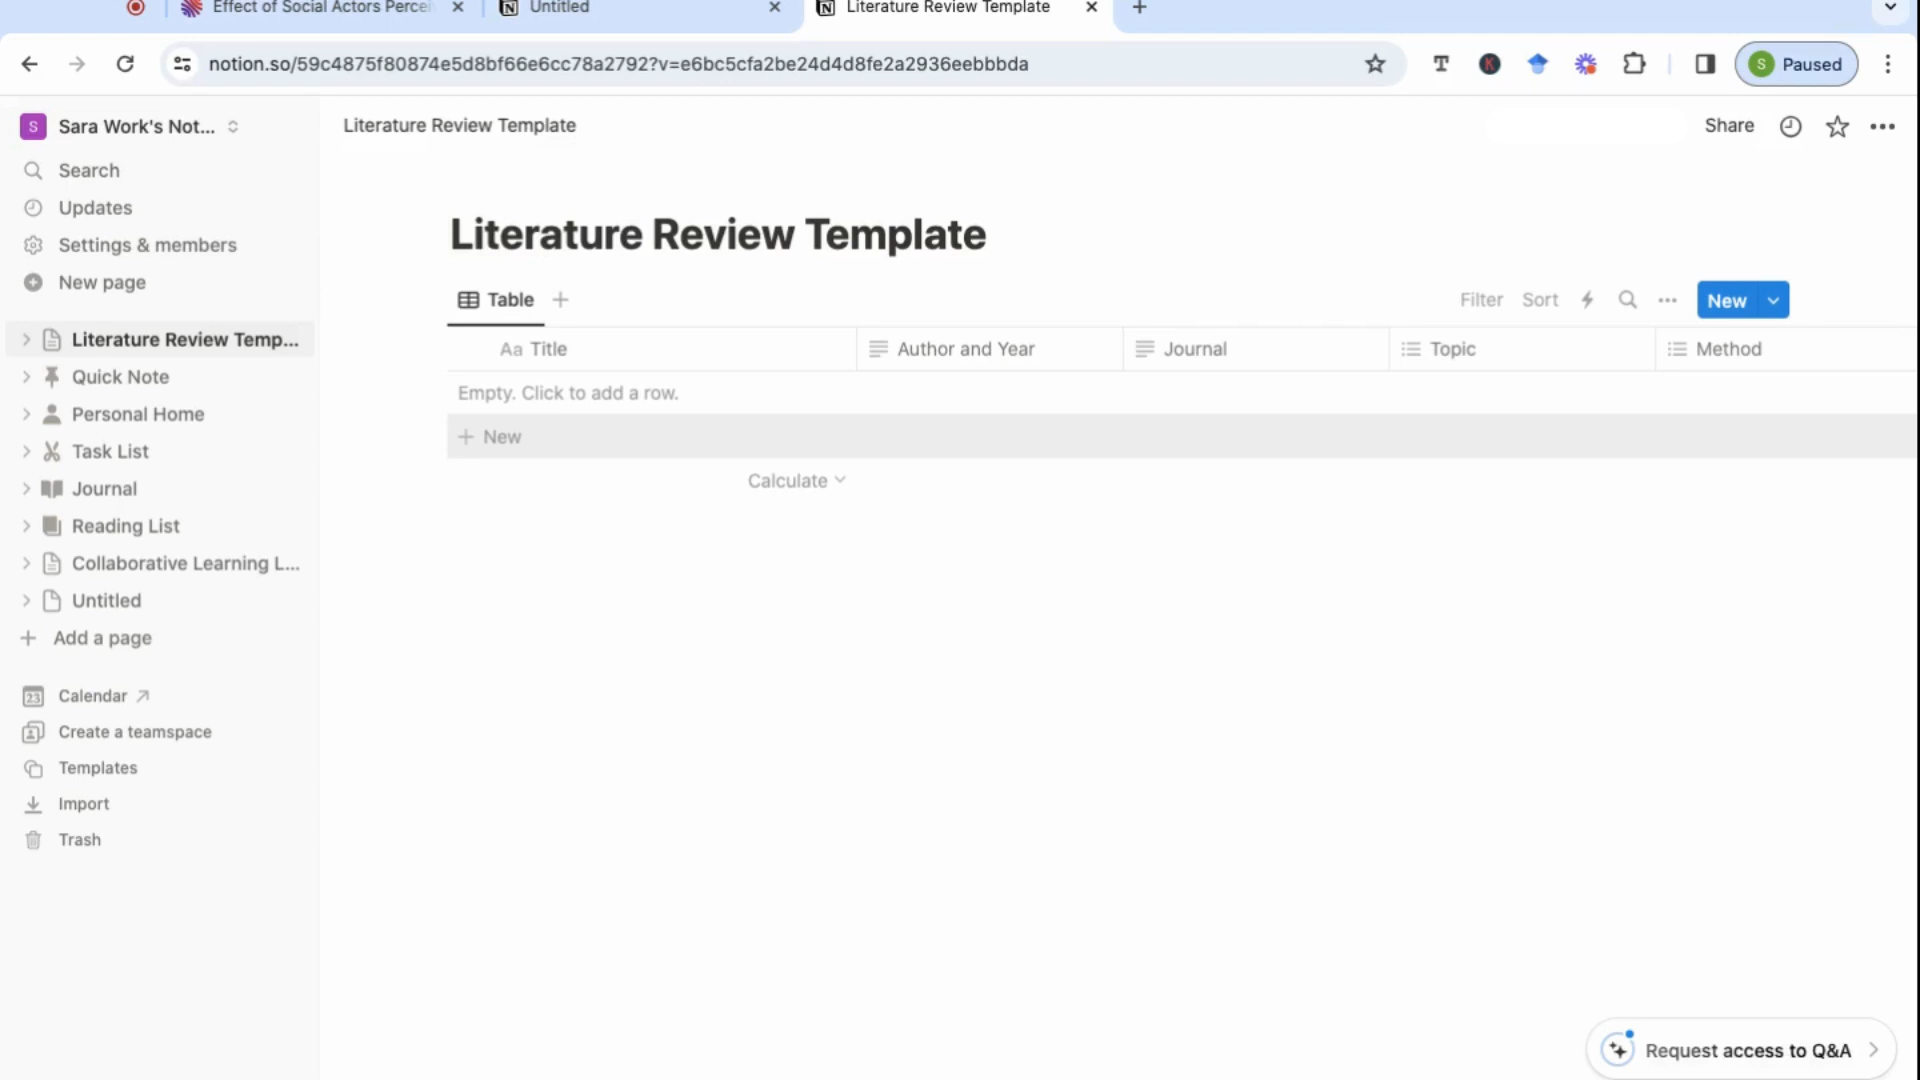 Effect of Social Actors Percei
Untitled
Literature Review Template
notion.so/59c4875f80874e5d8bf66e6cc78a2792?v=e6bc5cfa2be24d4d8fe2a2936eebbbda
T
K
S Paused
S Sara Work's Not...
Literature Review Template
Share
Search
Updates
Settings & members
New page
Literature Review Temp...
Quick Note
Personal Home
Task List
Journal
Reading List
Collaborative Learning L...
Untitled
Add a page
23 Calendar
Create a teamspace
Templates
Import
Trash
Literature Review Template
Table
Filter Sort New
Aa Title Author and Year Journal Topic Method
Empty. Click to add a row.
+ New
Calculate
Request access to Q&A